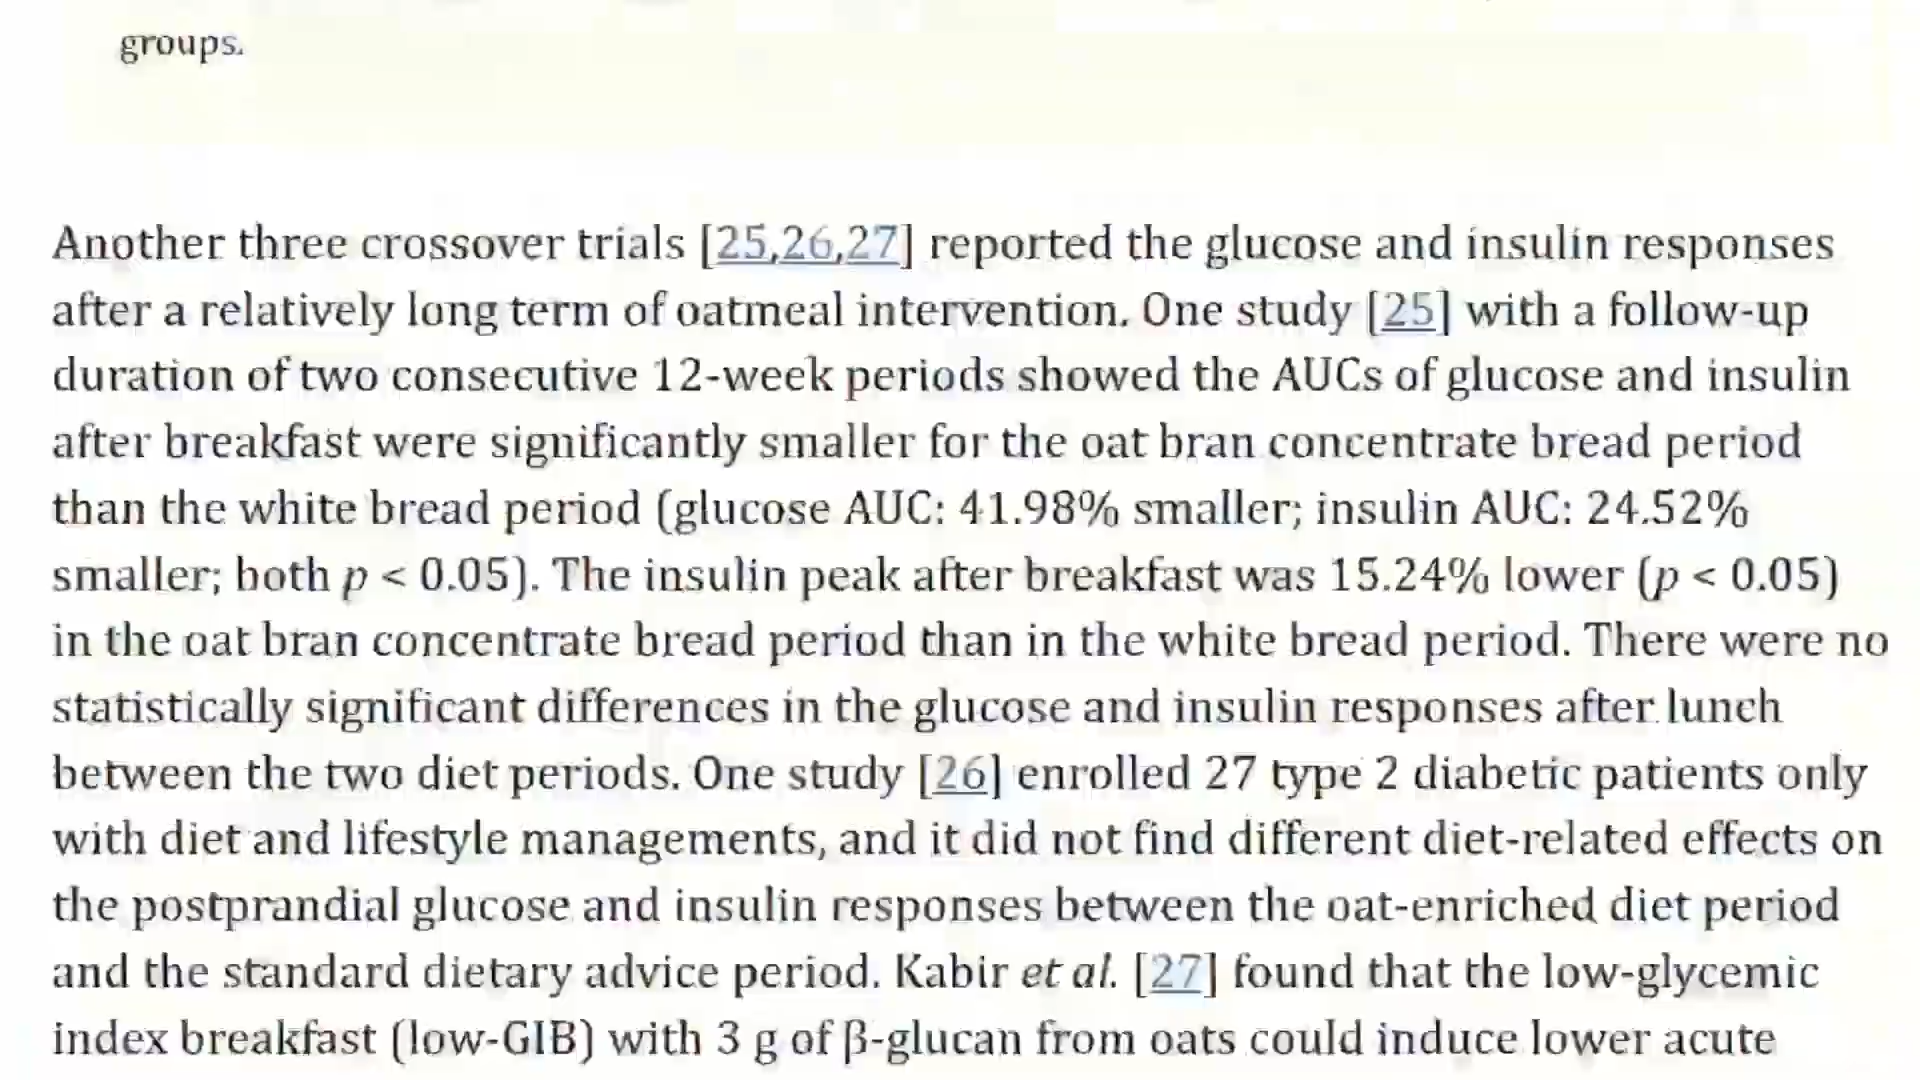 groups.
Another three crossover trials [25,26,27] reported the glucose and insulin responses
after a relatively long term of oatmeal intervention. One study [25] with a follow-up
duration of two consecutive 12-week periods showed the AUCs of glucose and insulin
after breakfast were significantly smaller for the oat bran concentrate bread period
than the white bread period (glucose AUC: 41.98% smaller; insulin AUC: 24.52%
smaller; both p < 0.05). The insulin peak after breakfast was 15.24% lower (p < 0.05)
in the oat bran concentrate bread period than in the white bread period. There were no
statistically significant differences in the glucose and insulin responses after lunch
between the two diet periods. One study [26] enrolled 27 type 2 diabetic patients only
with diet and lifestyle managements, and it did not find different diet-related effects on
the postprandial glucose and insulin responses between the oat-enriched diet period
and the standard dietary advice period. Kabir et al. [27] found that the low-glycemic
index breakfast (low-GIB) with 3 g of β-glucan from oats could induce lower acute